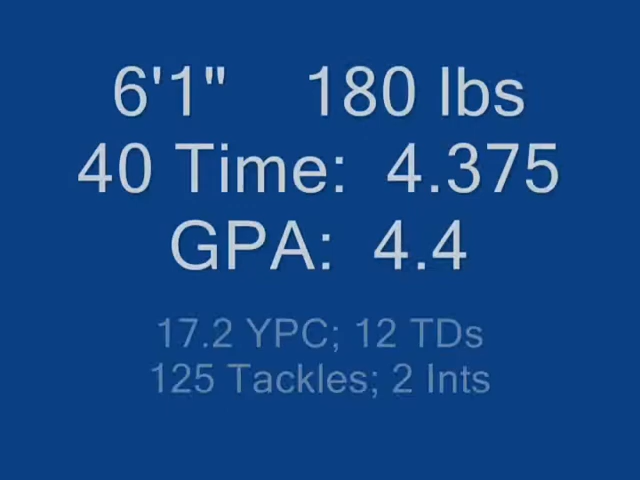 6'1" 180 lbs
40 Time: 4.375
GPA: 4.4
17.2 YPC; 12 TDs
125 Tackles; 2 Ints